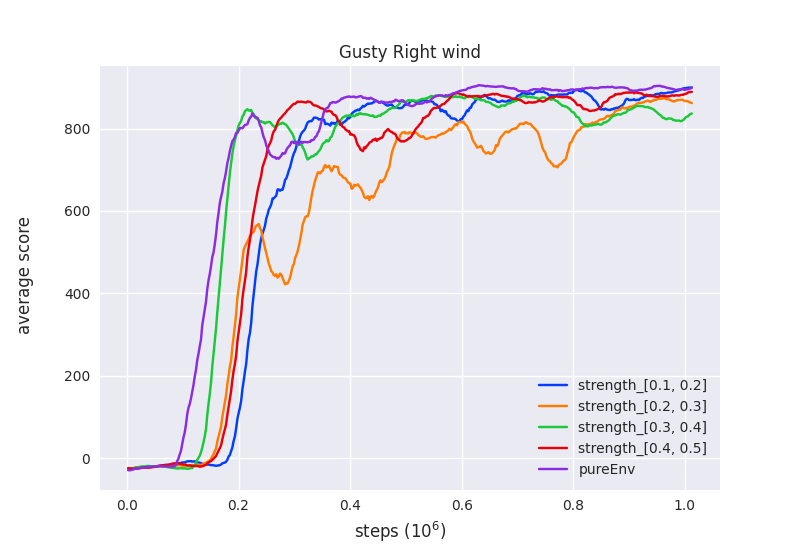 Gusty Right wind
average score
800
600
400
200
0
strength_[0.1, 0.2]
strength_[0.2, 0.3]
strength_[0.3, 0.4]
strength_[0.4, 0.5]
pureEnv
0.0 0.2 0.4 0.6 0.8 1.0
steps (10⁶)